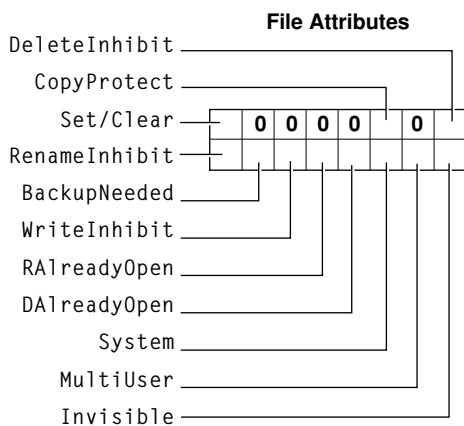 File Attributes
DeleteInhibit
CopyProtect
Set/Clear
0 0 0 0 0
RenameInhibit
BackupNeeded
WriteInhibit
RAlreadyOpen
DAlreadyOpen
System
MultiUser
Invisible